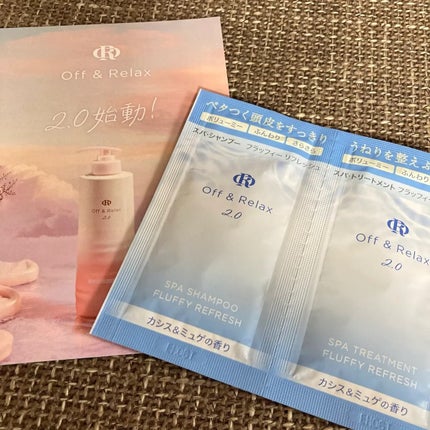 Off & Relax
2.0始動!
Off & Relax
2.0
ベタつく頭皮をすっきり
ボリューミー ふんわり さらさら
スパ・シャンプー フラッフィー リフレッシュ
Off & Relax
2.0
SPA SHAMPOO
FLUFFY REFRESH
カシス&ミュゲの香り
うねりを整え
ボリューミー ふんわり
スパ・トリートメント フラッフィー
Off & Relax
2.0
SPA TREATMENT
FLUFFY REFRESH
カシス&ミュゲの香り